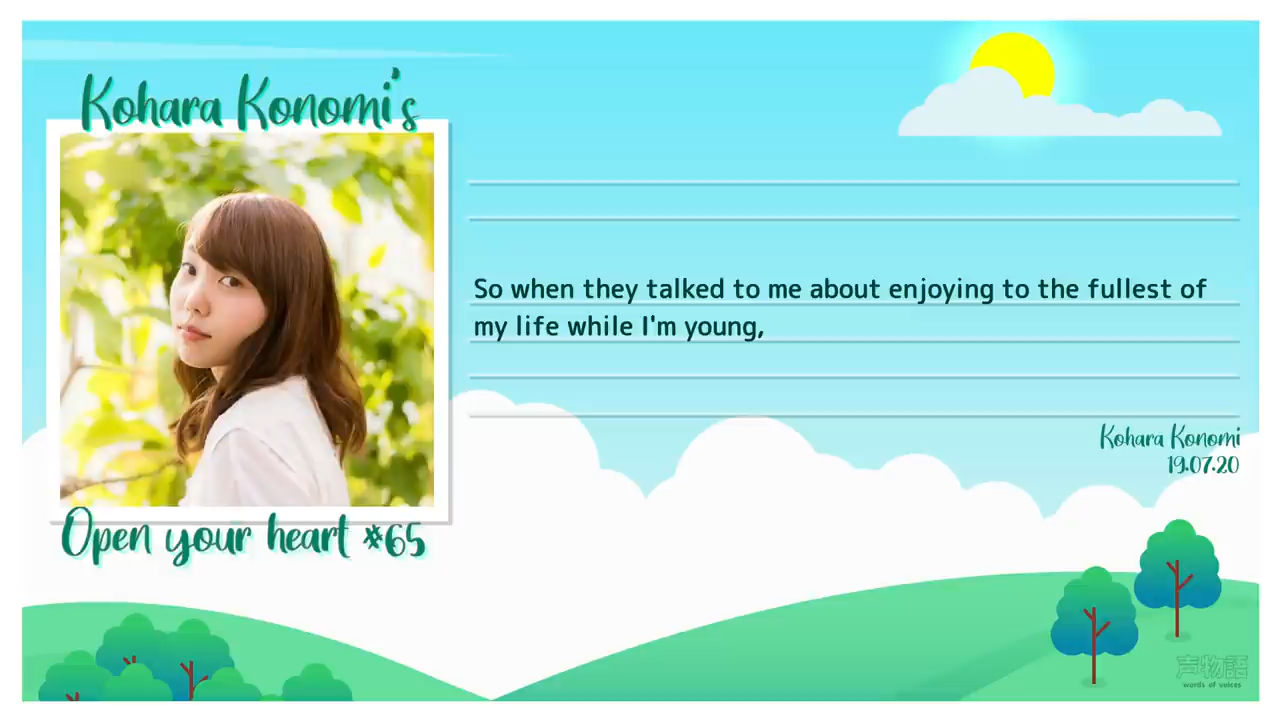 Kohara Konomi's
So when they talked to me about enjoying to the fullest of
my life while I'm young,
Kohara Konomi
19.07.20
Open your heart #65
声物語
words of voices